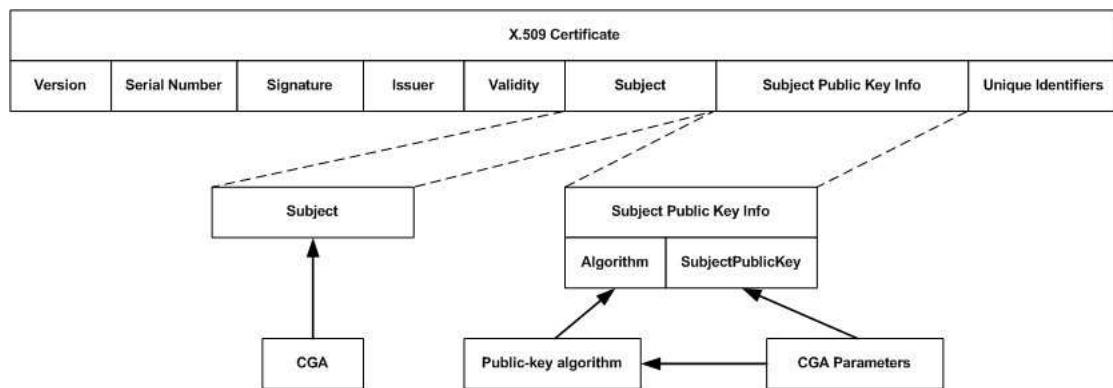 X.509 Certificate
Version Serial Number Signature Issuer Validity Subject Subject Public Key Info Unique Identifiers
Subject Subject Public Key Info
Algorithm SubjectPublicKey
CGA Public-key algorithm CGA Parameters